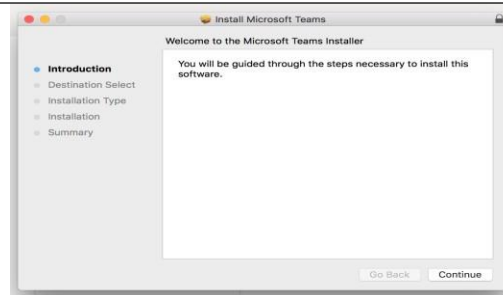 Install Microsoft Teams
Welcome to the Microsoft Teams Installer
Introduction
Destination Select
Installation Type
Installation
Summary
You will be guided through the steps necessary to install this
software.
Go Back
Continue